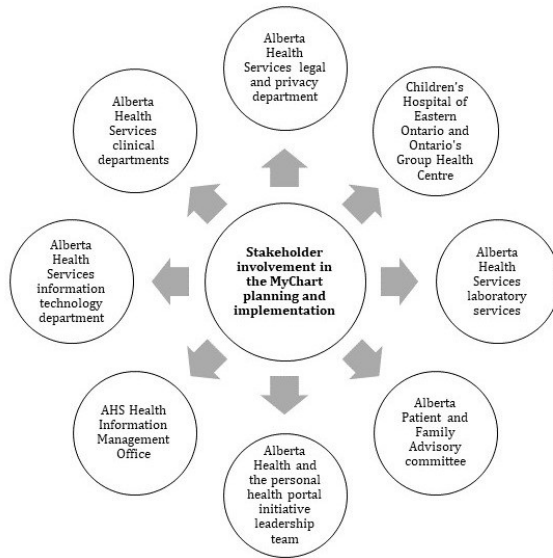 Alberta
Health
Services legal
and privacy
department
Children's
Hospital of
Eastern
Ontario and
Ontario's
Group Health
Centre
Alberta
Health
Services
laboratory
services
Alberta
Patient and
Family
Advisory
committee
Alberta
Health and
the personal
health portal
initiative
leadership
team
AHS Health
Information
Management
Office
Alberta
Health
Services
information
technology
department
Alberta
Health
Services
clinical
departments
Stakeholder
involvement in
the MyChart
planning and
implementation